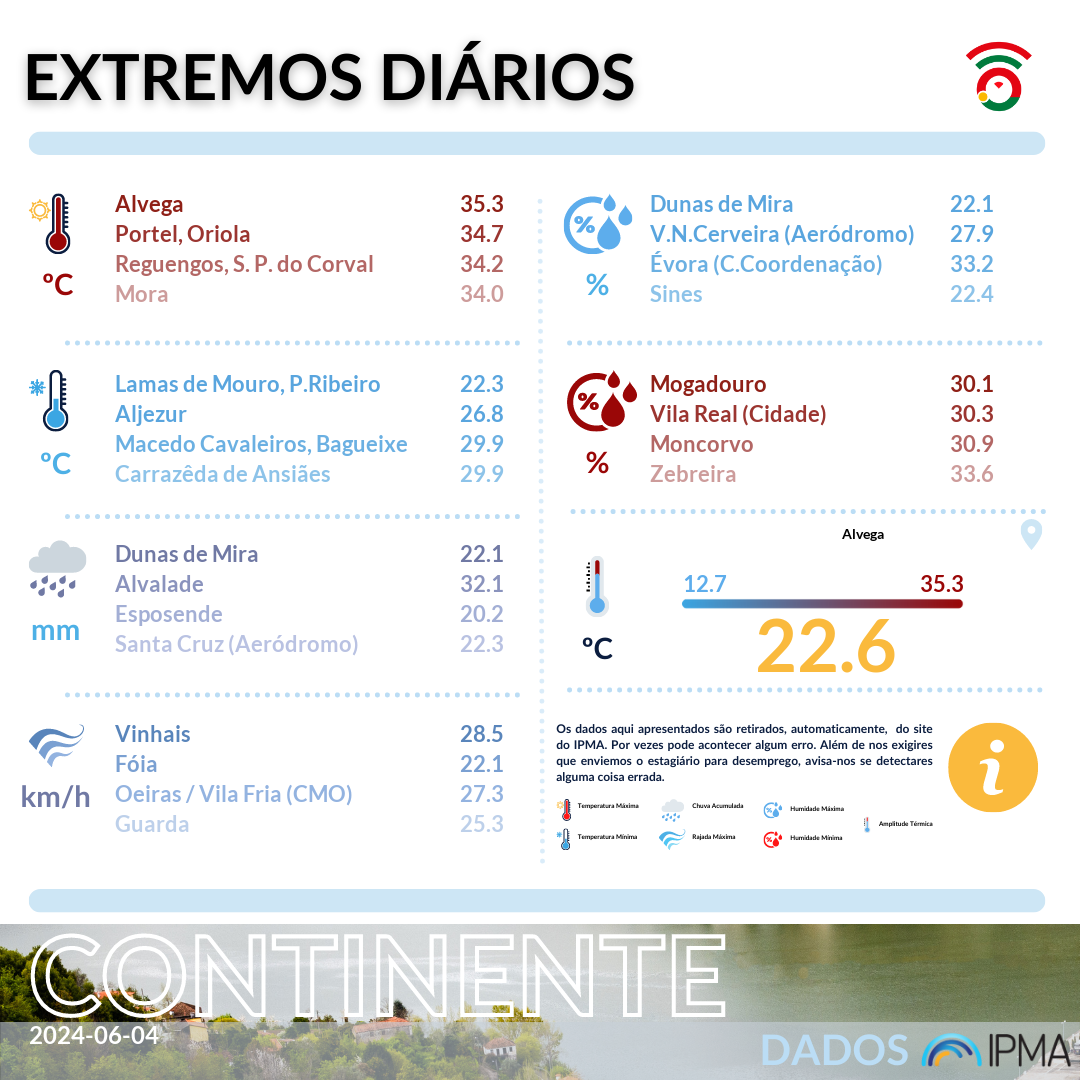 EXTREMOS DIÁRIOS
Alvega 35.3
Portel, Oriola 34.7
Reguengos, S. P. do Corval 34.2
Mora 34.0
ºC
Lamas de Mouro, P.Ribeiro 22.3
Aljezur 26.8
Macedo Cavaleiros, Bagueixe 29.9
Carrazêda de Ansiães 29.9
ºC
Dunas de Mira 22.1
Alvalade 32.1
Esposende 20.2
Santa Cruz (Aeródromo) 22.3
mm
Vinhais 28.5
Fóia 22.1
Oeiras / Vila Fria (CMO) 27.3
Guarda 25.3
km/h
%
Dunas de Mira 22.1
V.N.Cerveira (Aeródromo) 27.9
Évora (C.Coordenação) 33.2
Sines 22.4
%
%
Mogadouro 30.1
Vila Real (Cidade) 30.3
Moncorvo 30.9
Zebreira 33.6
%
Alvega
12.7 35.3
22.6
ºC
Os dados aqui apresentados são retirados, automaticamente, do site
do IPMA. Por vezes pode acontecer algum erro. Além de nos exigires
que enviemos o estagiário para desemprego, avisa-nos se detectares
alguma coisa errada.
i
Temperatura Máxima Chuva Acumulada Humidade Máxima
Amplitude Térmica
Temperatura Mínima Rajada Máxima Humidade Mínima
CONTINENTE
2024-06-04
DADOS IPMA